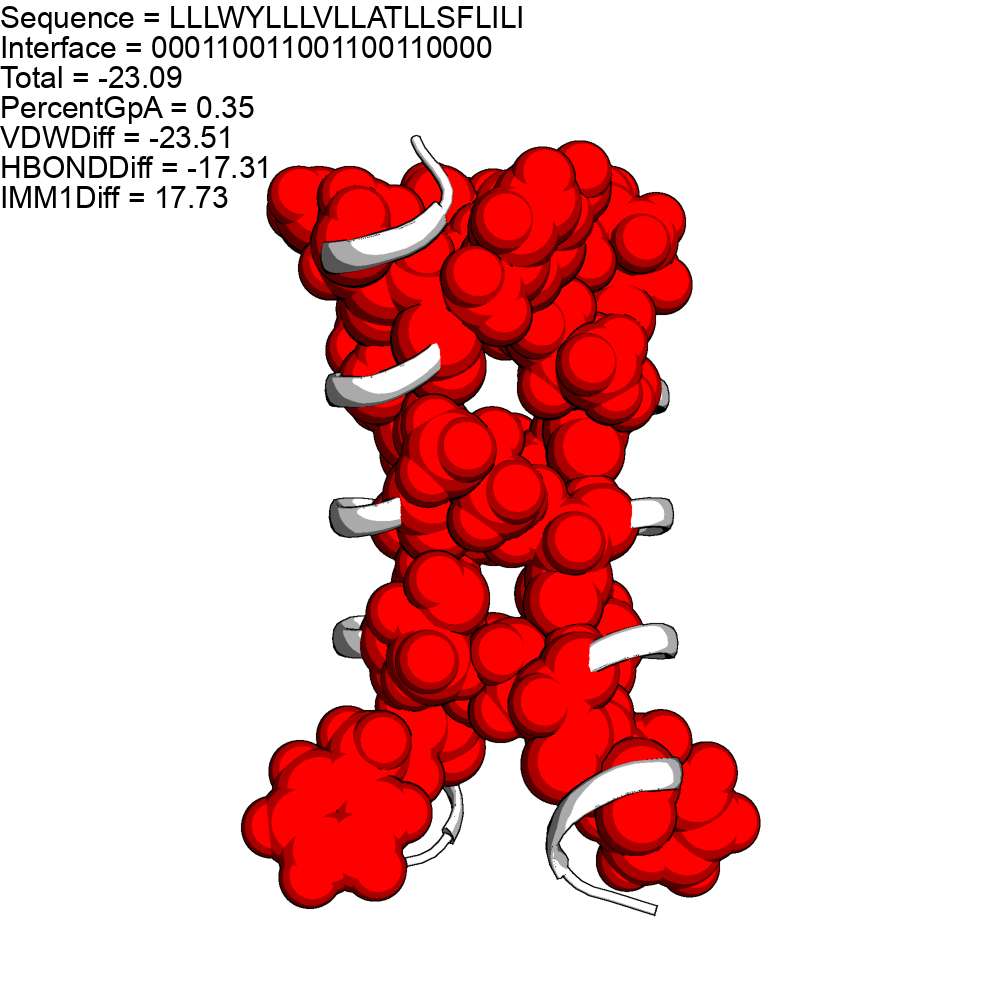 Sequence = LLLWYLLLVLLATLLSFLILI
Interface = 000110011001100110000
Total = -23.09
PercentGpA = 0.35
VDWDiff = -23.51
HBONDDiff = -17.31
IMM1Diff = 17.73